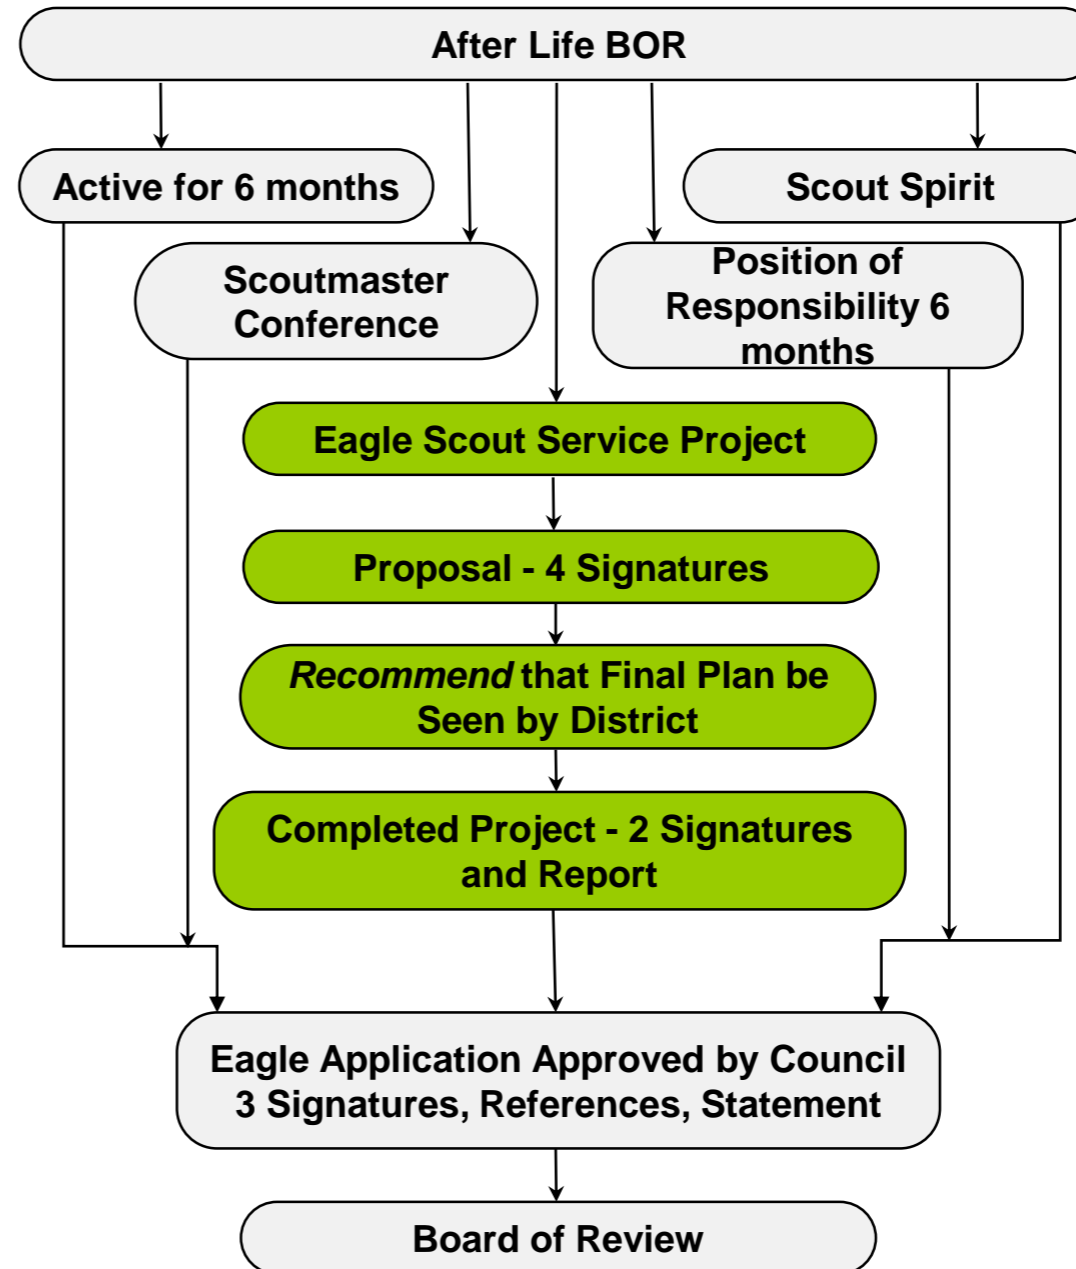 After Life BOR
Active for 6 months
Scout Spirit
Scoutmaster
Conference
Position of
Responsibility 6
months
Eagle Scout Service Project
Proposal - 4 Signatures
Recommend that Final Plan be
Seen by District
Completed Project - 2 Signatures
and Report
Eagle Application Approved by Council
3 Signatures, References, Statement
Board of Review